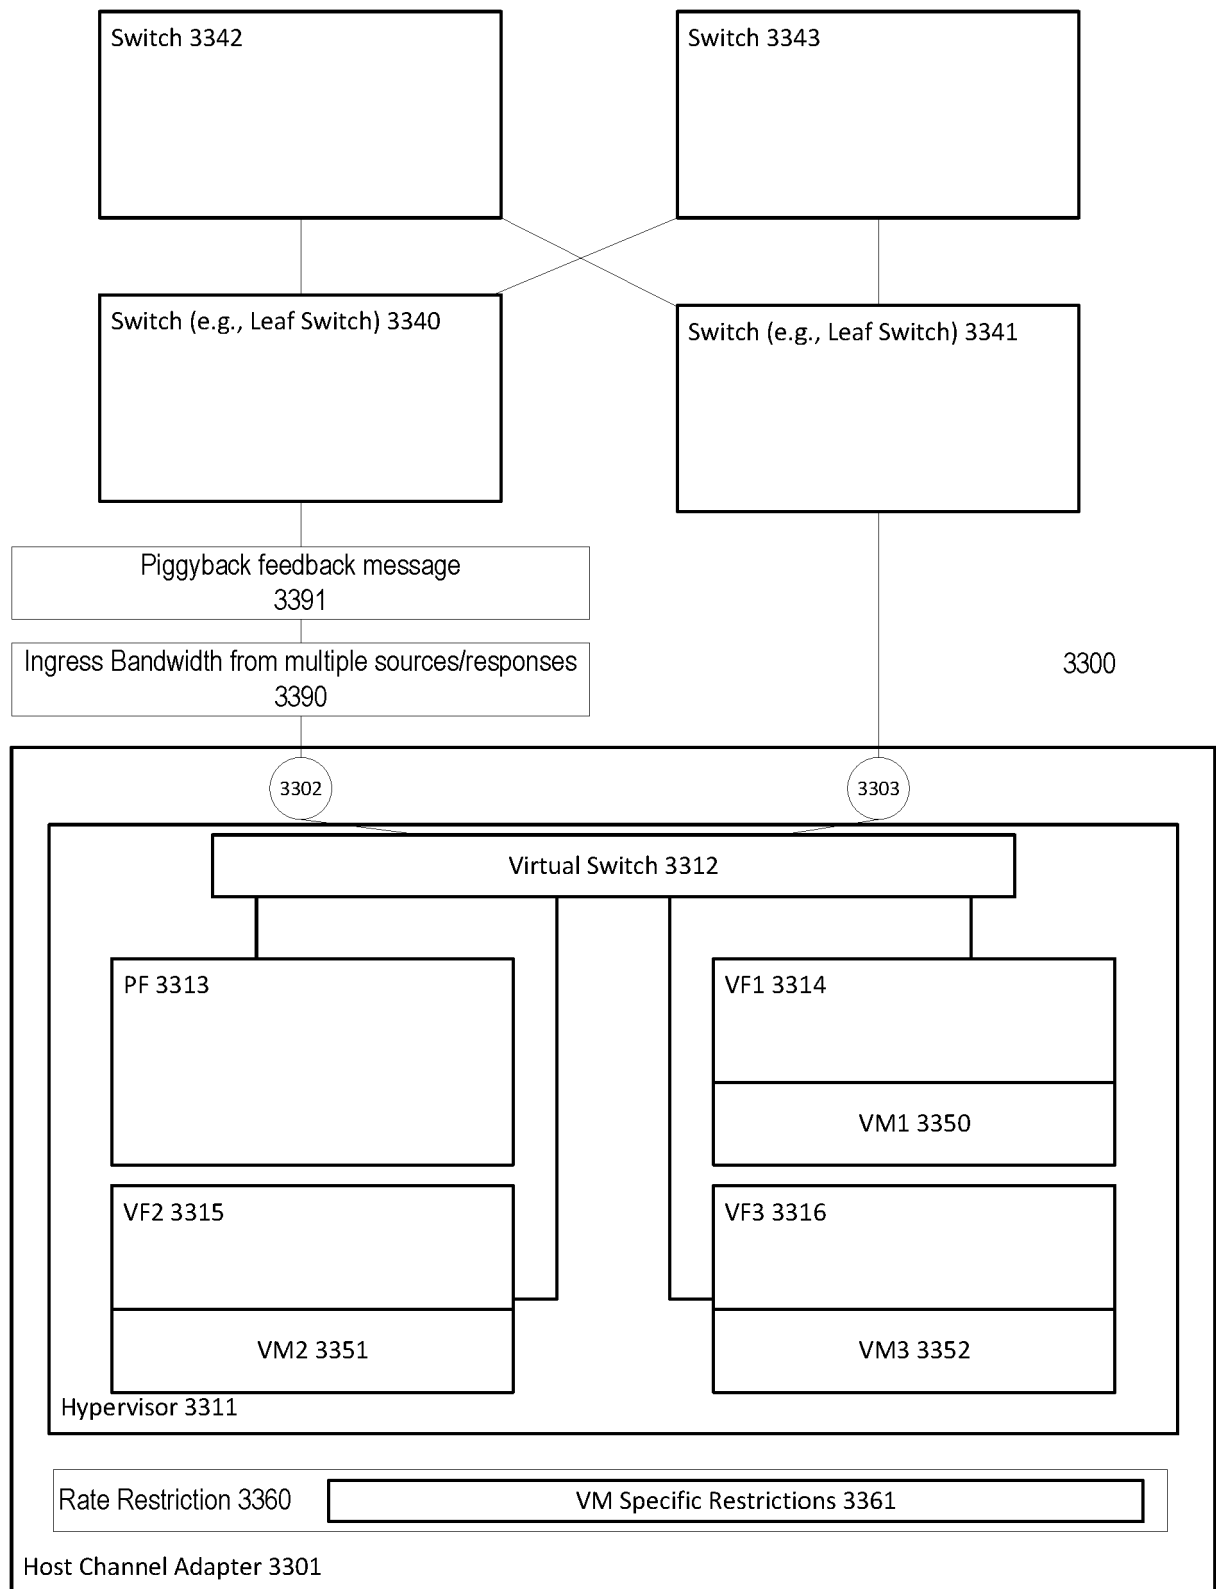 Switch 3342
Switch 3343
Switch (e.g., Leaf Switch) 3340
Switch (e.g., Leaf Switch) 3341
Piggyback feedback message
3391
Ingress Bandwidth from multiple sources/responses
3390
3300
3302
3303
Virtual Switch 3312
PF 3313
VF1 3314
VM1 3350
VF2 3315
VF3 3316
VM2 3351
VM3 3352
Hypervisor 3311
Rate Restriction 3360
VM Specific Restrictions 3361
Host Channel Adapter 3301